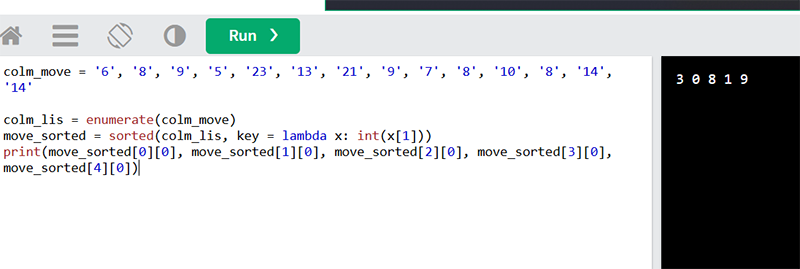 Run ❯
colm_move = '6', '8', '9', '5', '23', '13', '21', '9', '7', '8', '10', '8', '14',
'14'
colm_lis = enumerate(colm_move)
move_sorted = sorted(colm_lis, key = lambda x: int(x[1]))
print(move_sorted[0][0], move_sorted[1][0], move_sorted[2][0], move_sorted[3][0],
move_sorted[4][0])
3 0 8 1 9